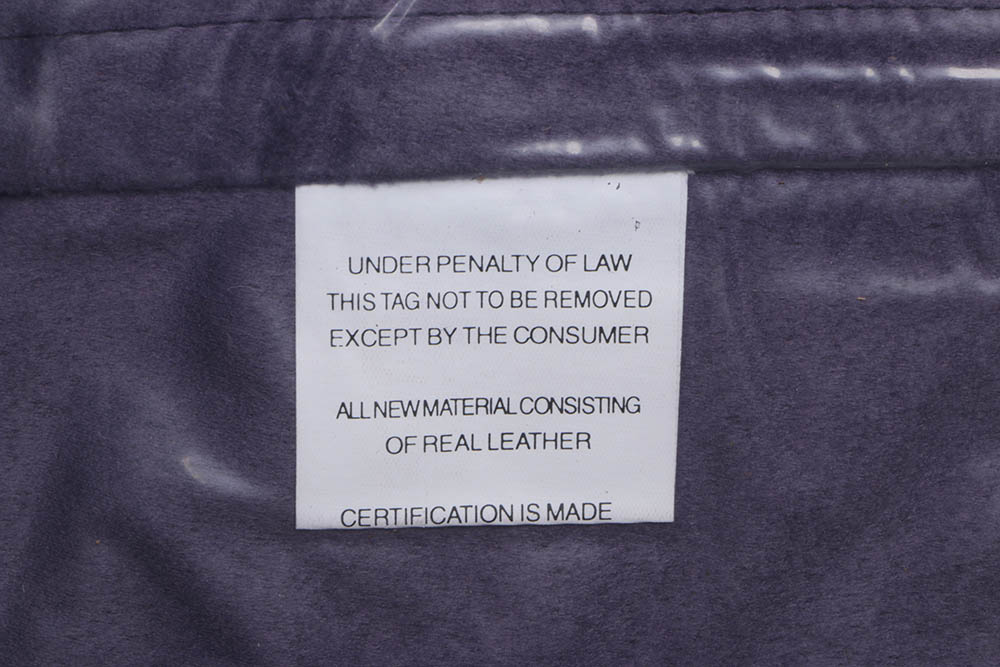 UNDER PENALTY OF LAW
THIS TAG NOT TO BE REMOVED
EXCEPT BY THE CONSUMER
ALL NEW MATERIAL CONSISTING
OF REAL LEATHER
CERTIFICATION IS MADE